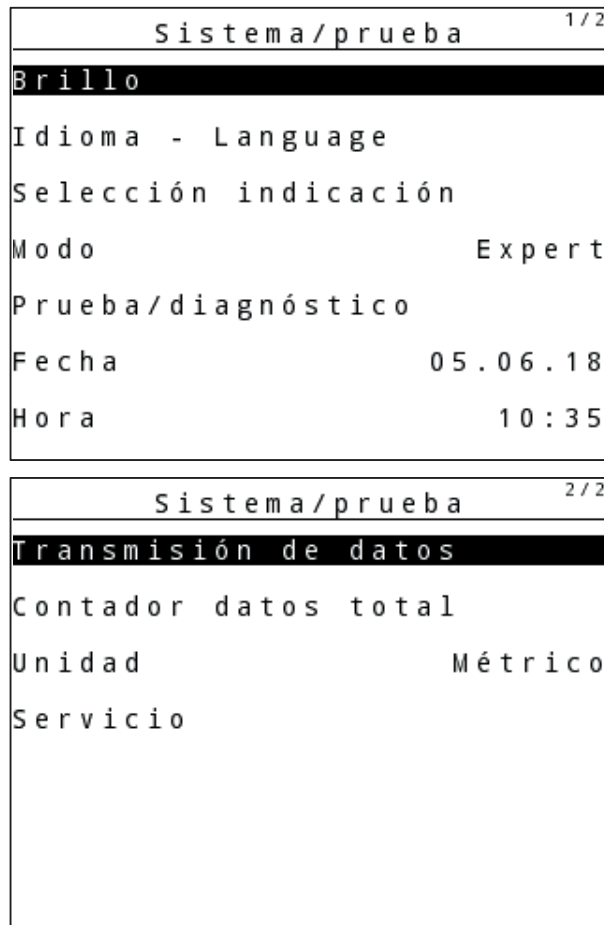 Sistema/prueba 1/2
Brillo
Idioma - Language
Selección indicación
Modo Expert
Prueba/diagnóstico
Fecha 05.06.18
Hora 10:35
Sistema/prueba 2/2
Transmisión de datos
Contador datos total
Unidad Métrico
Servicio